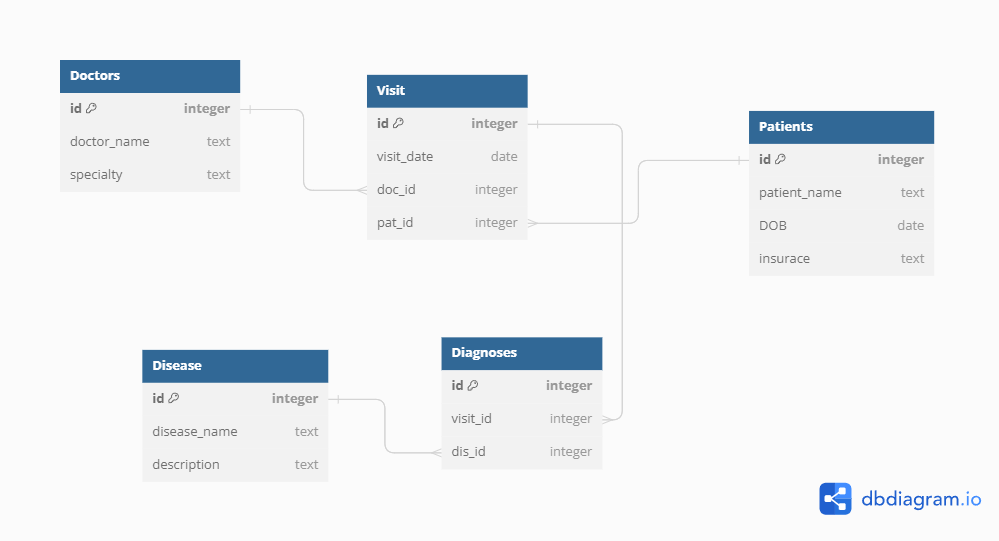 Doctors
id integer
doctor_name text
specialty text
Visit
id integer
visit_date date
doc_id integer
pat_id integer
Patients
id integer
patient_name text
DOB date
insurace text
Disease
id integer
disease_name text
description text
Diagnoses
id integer
visit_id integer
dis_id integer
dbdiagram.io